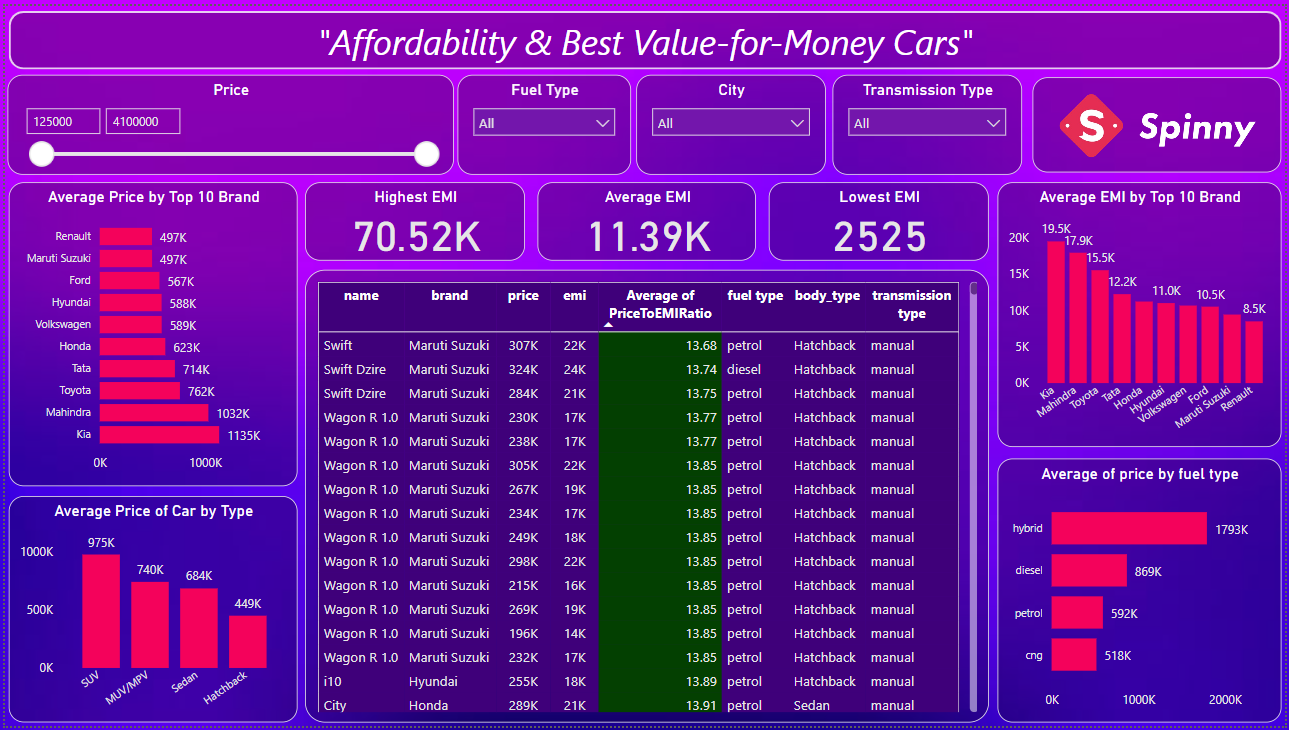 "Affordability & Best Value-for-Money Cars"
Price
125000 4100000
Fuel Type
All
City
All
Transmission Type
All
S Spinny
Average Price by Top 10 Brand
Renault 497K
Maruti Suzuki 497K
Ford 567K
Hyundai 588K
Volkswagen 589K
Honda 623K
Tata 714K
Toyota 762K
Mahindra 1032K
Kia 1135K
0K 1000K
Highest EMI
70.52K
Average EMI
11.39K
Lowest EMI
2525
Average EMI by Top 10 Brand
19.5K 17.9K 15.5K 12.2K 11.0K 10.5K 8.5K
20K
15K
10K
5K
0K
Kia Mahindra Toyota Tata Honda Hyundai Volkswagen Ford Maruti Suzuki Renault
name brand price emi Average of PriceToEMIRatio fuel type body_type transmission type
Swift Maruti Suzuki 307K 22K 13.68 petrol Hatchback manual
Swift Dzire Maruti Suzuki 324K 24K 13.74 diesel Hatchback manual
Swift Dzire Maruti Suzuki 284K 21K 13.75 petrol Hatchback manual
Wagon R 1.0 Maruti Suzuki 230K 17K 13.77 petrol Hatchback manual
Wagon R 1.0 Maruti Suzuki 238K 17K 13.77 petrol Hatchback manual
Wagon R 1.0 Maruti Suzuki 305K 22K 13.85 petrol Hatchback manual
Wagon R 1.0 Maruti Suzuki 267K 19K 13.85 petrol Hatchback manual
Wagon R 1.0 Maruti Suzuki 234K 17K 13.85 petrol Hatchback manual
Wagon R 1.0 Maruti Suzuki 249K 18K 13.85 petrol Hatchback manual
Wagon R 1.0 Maruti Suzuki 298K 22K 13.85 petrol Hatchback manual
Wagon R 1.0 Maruti Suzuki 215K 16K 13.85 petrol Hatchback manual
Wagon R 1.0 Maruti Suzuki 269K 19K 13.85 petrol Hatchback manual
Wagon R 1.0 Maruti Suzuki 196K 14K 13.85 petrol Hatchback manual
Wagon R 1.0 Maruti Suzuki 232K 17K 13.85 petrol Hatchback manual
i10 Hyundai 255K 18K 13.89 petrol Hatchback manual
City Honda 289K 21K 13.91 petrol Sedan manual
Average Price of Car by Type
975K 740K 684K 449K
1000K
500K
0K
SUV MUV/MPV Sedan Hatchback
Average of price by fuel type
hybrid 1793K
diesel 869K
petrol 592K
cng 518K
0K 1000K 2000K